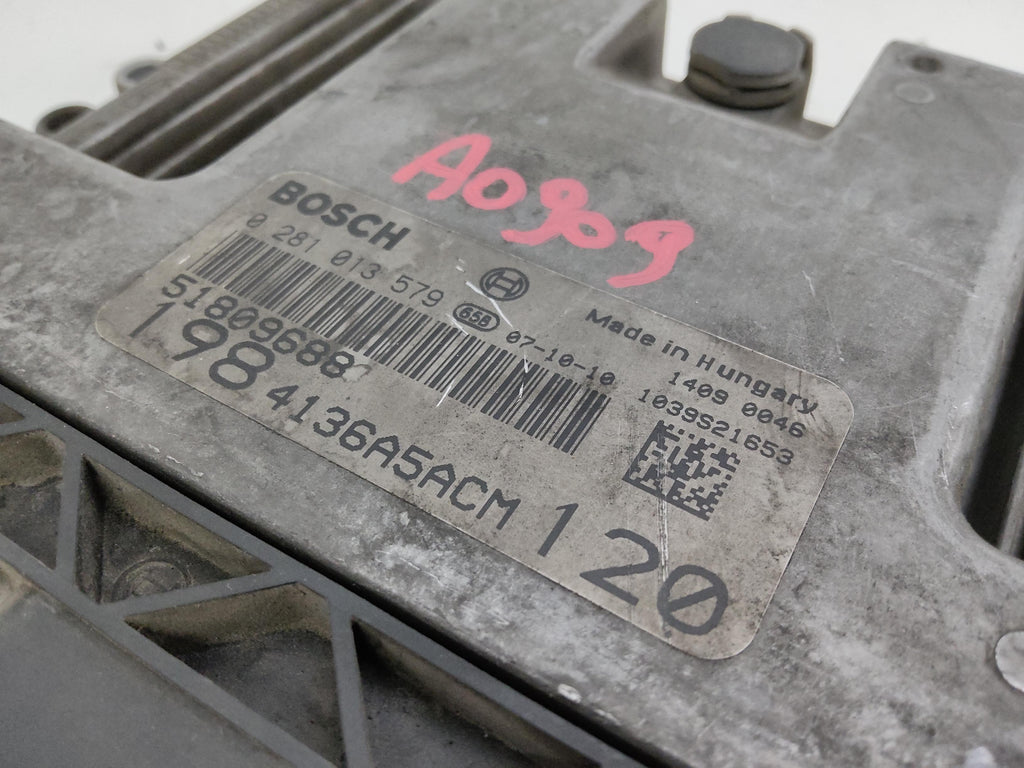 A0909
BOSCH
0 281 013 579
65B 07-10-10
Made in Hungary
1409 0046
1039S21653
51809688
198 4136A5ACM 120